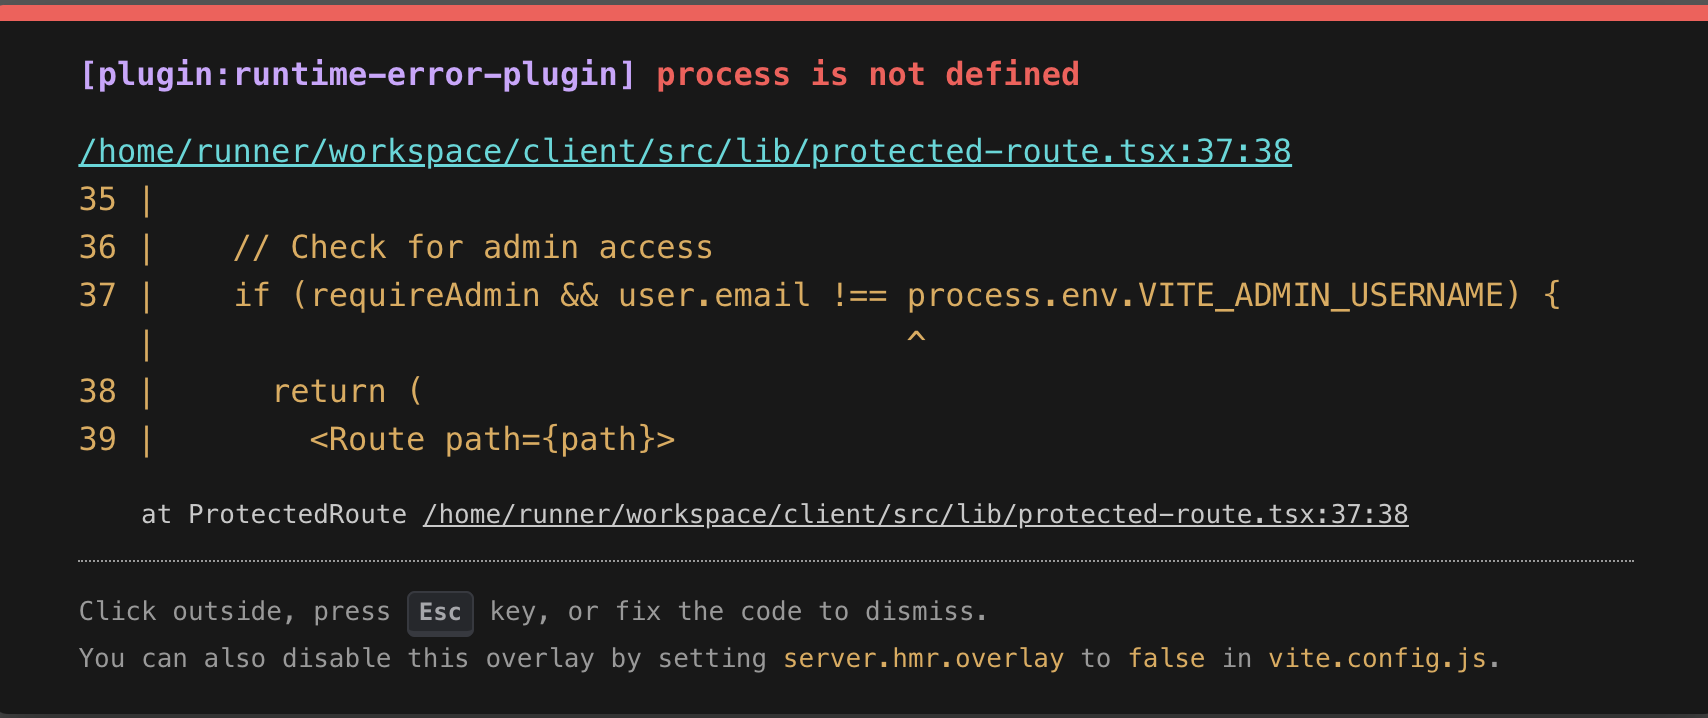 [plugin:runtime-error-plugin] process is not defined
/home/runner/workspace/client/src/lib/protected-route.tsx:37:38
35 |
36 |    // Check for admin access
37 |    if (requireAdmin && user.email !== process.env.VITE_ADMIN_USERNAME) {
   |                                       ^
38 |      return (
39 |        <Route path={path}>
at ProtectedRoute /home/runner/workspace/client/src/lib/protected-route.tsx:37:38
Click outside, press Esc key, or fix the code to dismiss.
You can also disable this overlay by setting server.hmr.overlay to false in vite.config.js.